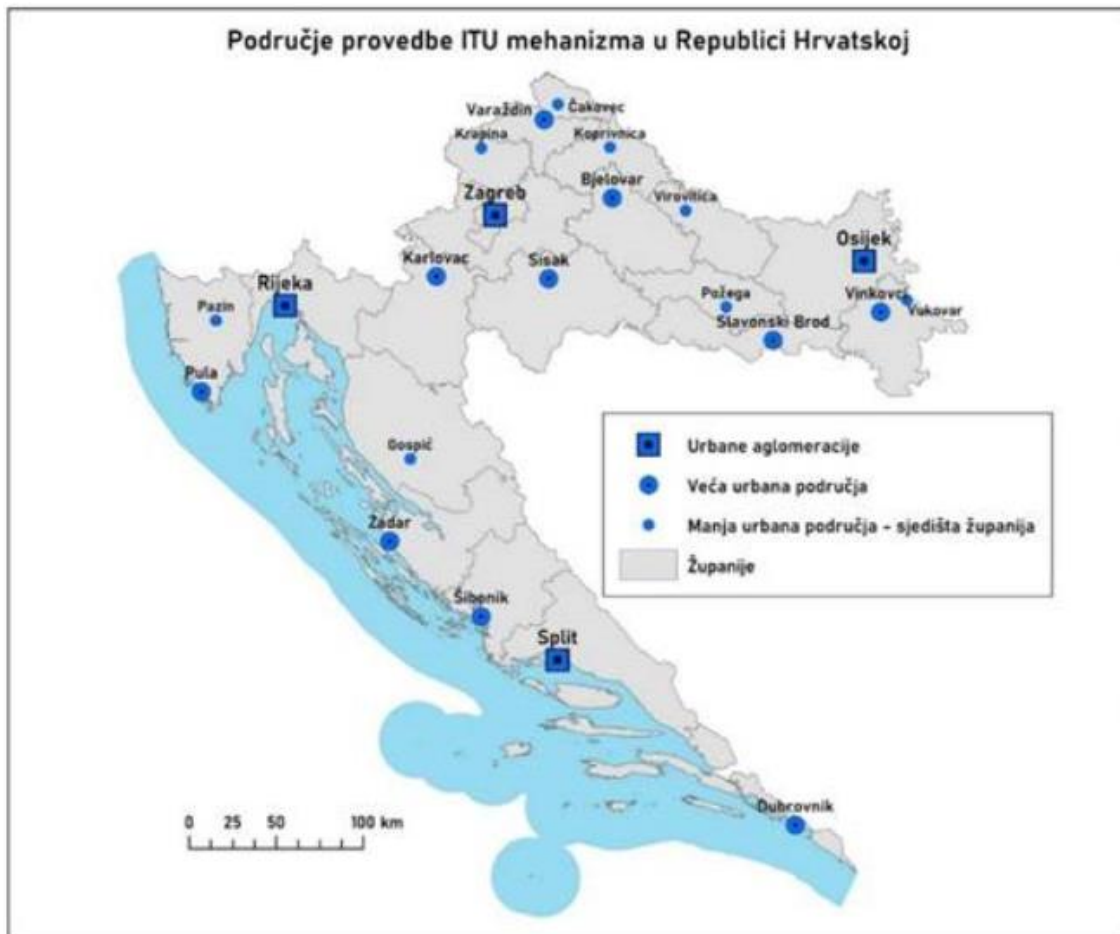 Područje provedbe ITU mehanizma u Republici Hrvatskoj
Čakovec
Varaždin
Krapina
Koprivnica
Bjelovar
Zagreb
Virovitica
Osijek
Karlovac
Sisak
Rijeka
Požega
Vinkovci
Vukovar
Pazin
Slavonski Brod
Pula
Urbane aglomeracije
Gospić
Veća urbana područja
Manja urbana područja - sjedišta županija
Zadar
Županije
Šibenik
Split
Dubrovnik
0 25 50 100 km